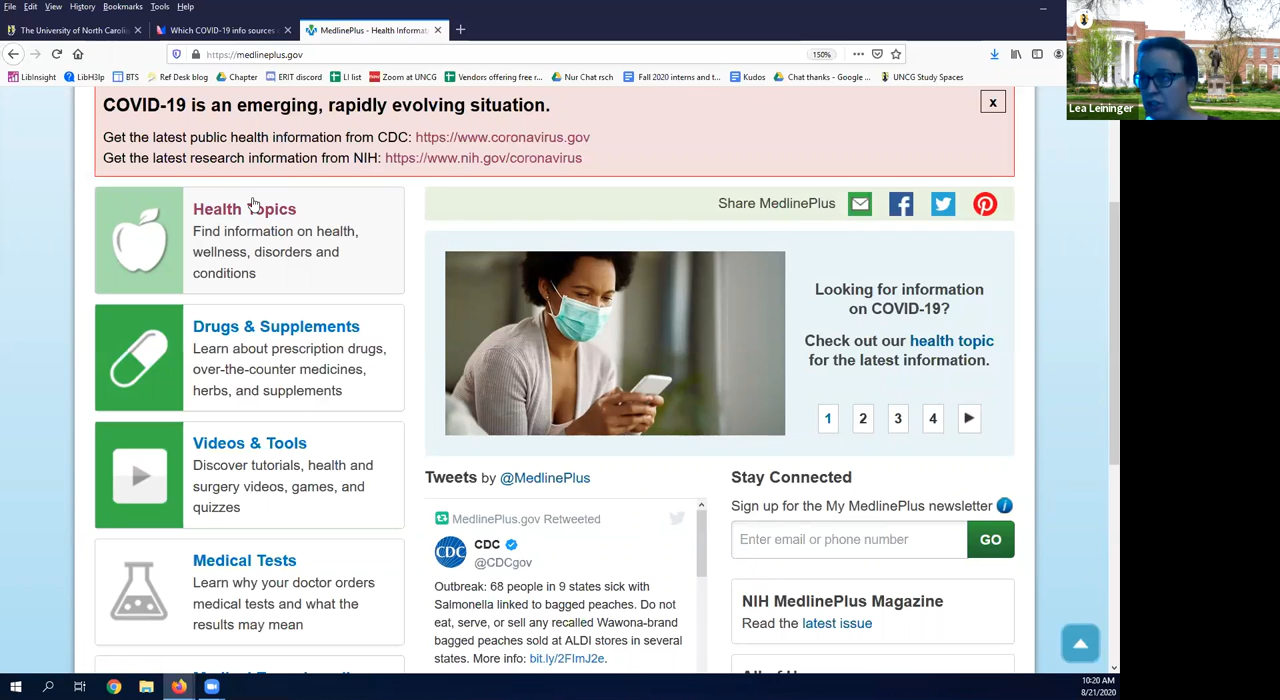 File Edit View History Bookmarks Tools Help
The University of North Caroli
Which COVID-19 info sources
MedlinePlus - Health Informat
https://medlineplus.gov
150%
LibInsight LibH3lp BTS Ref Desk blog Chapter ERIT discord LI list Zoom at UNCG Vendors offering free r... Nur Chat rsch Fall 2020 interns and t... Kudos Chat thanks - Google ... UNCG Study Spaces
Lea Leininger
COVID-19 is an emerging, rapidly evolving situation.
x
Get the latest public health information from CDC: https://www.coronavirus.gov
Get the latest research information from NIH: https://www.nih.gov/coronavirus
Health Topics
Find information on health,
wellness, disorders and
conditions
Drugs & Supplements
Learn about prescription drugs,
over-the-counter medicines,
herbs, and supplements
Videos & Tools
Discover tutorials, health and
surgery videos, games, and
quizzes
Medical Tests
Learn why your doctor orders
medical tests and what the
results may mean
Share MedlinePlus
Looking for information
on COVID-19?
Check out our health topic
for the latest information.
1 2 3 4
Tweets by @MedlinePlus
MedlinePlus.gov Retweeted
CDC
CDC
@CDCgov
Outbreak: 68 people in 9 states sick with
Salmonella linked to bagged peaches. Do not
eat, serve, or sell any recalled Wawona-brand
bagged peaches sold at ALDI stores in several
states. More info: bit.ly/2FImJ2e.
Stay Connected
Sign up for the My MedlinePlus newsletter
Enter email or phone number
GO
NIH MedlinePlus Magazine
Read the latest issue
10:20 AM
8/21/2020